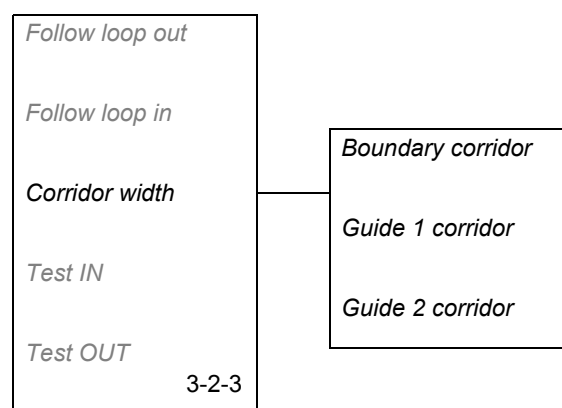 Follow loop out
Follow loop in
Corridor width
Test IN
Test OUT
3-2-3
Boundary corridor
Guide 1 corridor
Guide 2 corridor